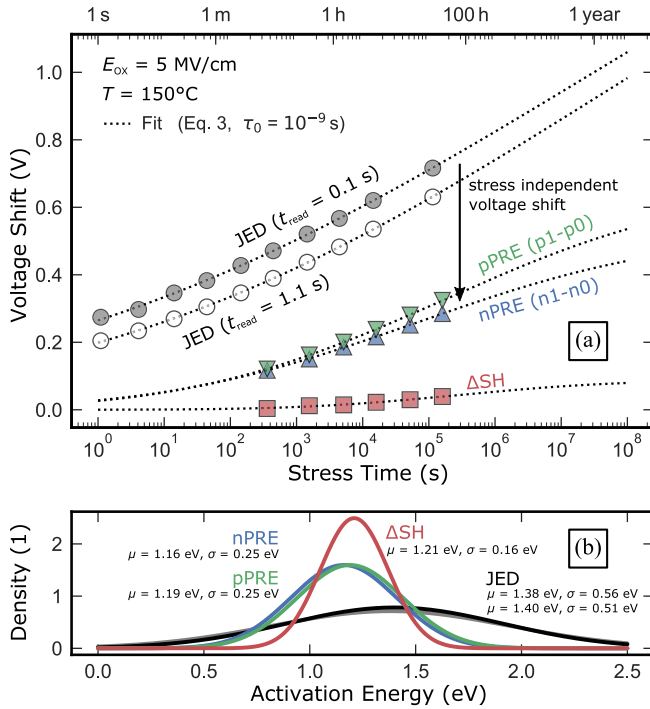 1 s 1 m 1 h 100 h 1 year
1.0
0.8
0.6
0.4
0.2
0.0
Voltage Shift (V)
E_OX = 5 MV/cm
T = 150°C
Fit (Eq. 3, τ_0 = 10^-9 s)
JED (t_read = 0.1 s)
JED (t_read = 1.1 s)
stress independent
voltage shift
pPRE (p1-p0)
nPRE (n1-n0)
(a)
ΔSH
10^0 10^1 10^2 10^3 10^4 10^5 10^6 10^7 10^8
Stress Time (s)
Density (1)
2
1
0
nPRE
μ = 1.16 eV, σ = 0.25 eV
pPRE
μ = 1.19 eV, σ = 0.25 eV
ΔSH
μ = 1.21 eV, σ = 0.16 eV
(b)
JED
μ = 1.38 eV, σ = 0.56 eV
μ = 1.40 eV, σ = 0.51 eV
0.0 0.5 1.0 1.5 2.0 2.5
Activation Energy (eV)